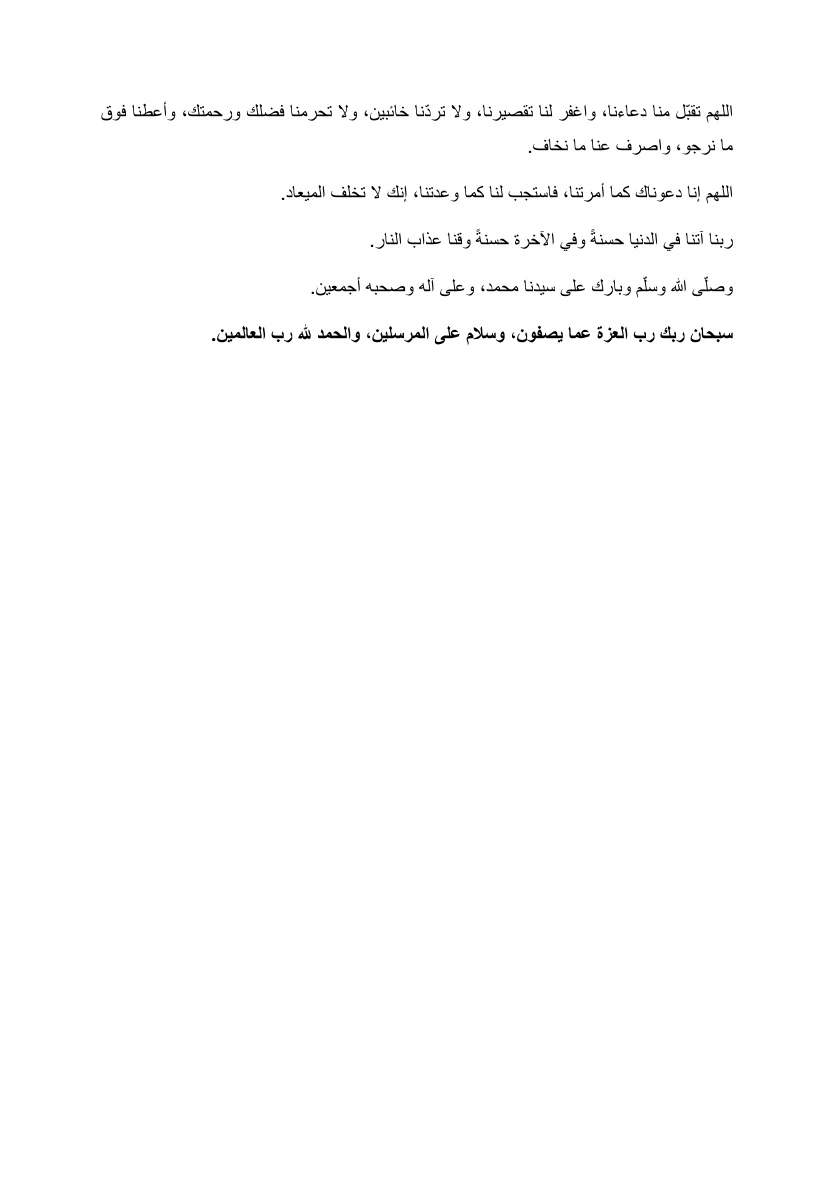 اللهم تقبّل منا دعاءنا، واغفر لنا تقصيرنا، ولا تردّنا خائبين، ولا تحرمنا فضلك ورحمتك، وأعطنا فوق
ما نرجو، واصرف عنا ما نخاف.
اللهم إنا دعوناك كما أمرتنا، فاستجب لنا كما وعدتنا، إنك لا تخلف الميعاد.
ربنا آتنا في الدنيا حسنةً وفي الآخرة حسنةً وقنا عذاب النار.
وصلّى الله وسلّم وبارك على سيدنا محمد، وعلى آله وصحبه أجمعين.
سبحان ربك رب العزة عما يصفون، وسلام على المرسلين، والحمد لله رب العالمين.